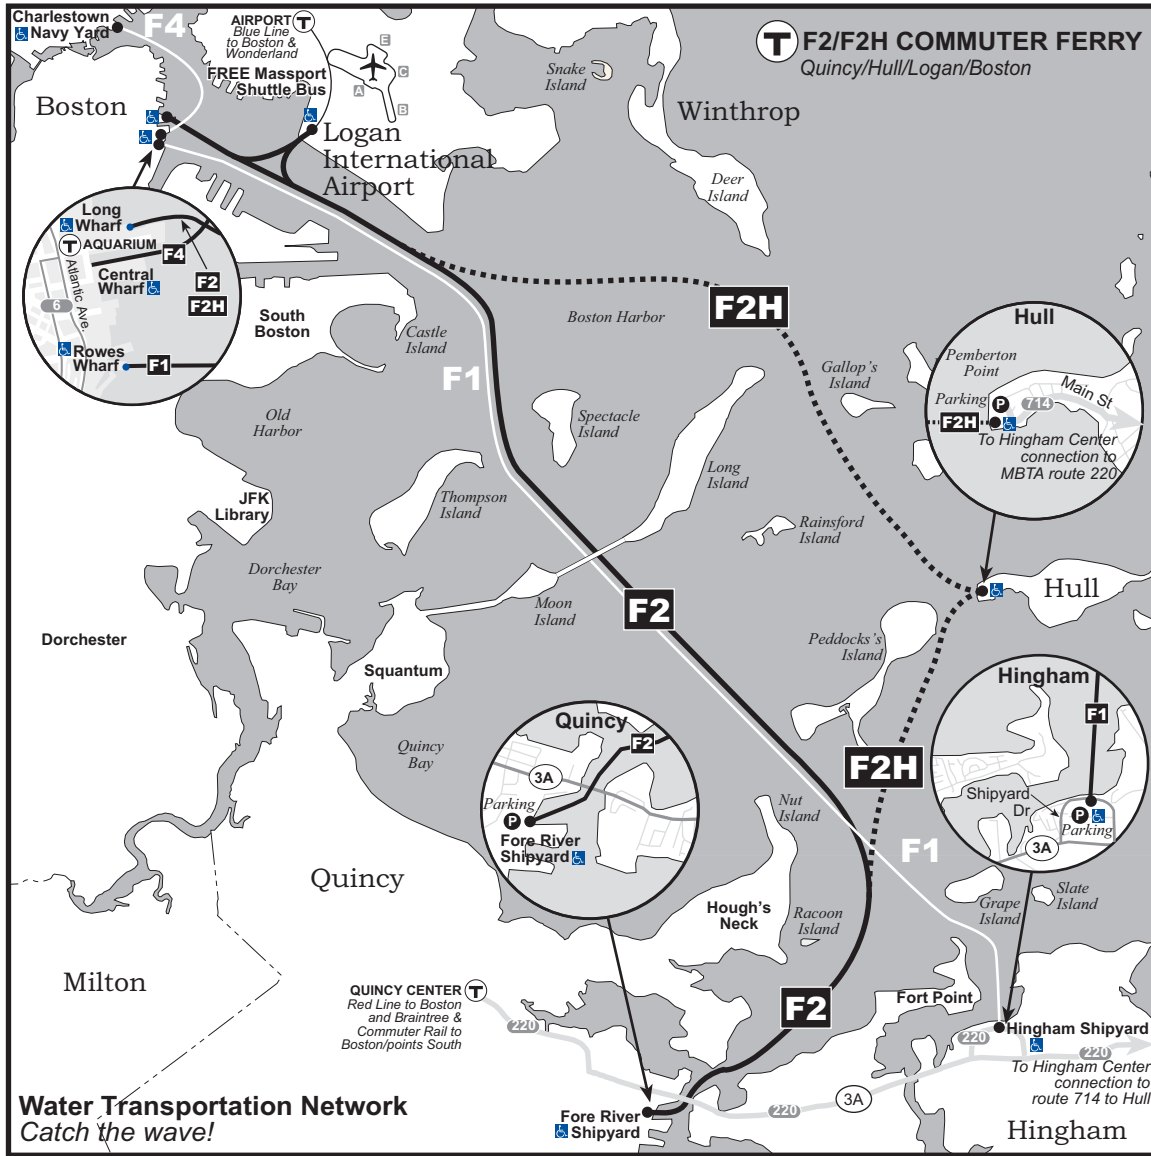 Charlestown
Navy Yard
F4
AIRPORT
T
Blue Line
to Boston &
Wonderland
FREE Massport
Shuttle Bus
E
C
A
B
T F2/F2H COMMUTER FERRY
Quincy/Hull/Logan/Boston
Snake
Island
Boston
Winthrop
Logan
International
Airport
Deer
Island
Long
Wharf
T AQUARIUM
F4
Central
Wharf
F2
F2H
6
Atlantic Ave.
Rowes
Wharf
F1
South
Boston
Castle
Island
Boston Harbor
F2H
F1
Hull
Pemberton
Point
Parking
P
714
Main St
F2H
To Hingham Center
connection to
MBTA route 220
Gallop's
Island
Old
Harbor
Spectacle
Island
Long
Island
Thompson
Island
JFK
Library
Rainsford
Island
Dorchester
Bay
Moon
Island
F2
Hull
Dorchester
Squantum
Peddocks's
Island
Hingham
F1
Shipyard
Dr
P
Parking
3A
Quincy
F2
3A
Parking
P
Fore River
Shipyard
Quincy
Bay
F2H
Nut
Island
F1
Quincy
Hough's
Neck
Racoon
Island
Grape
Island
Slate
Island
Milton
QUINCY CENTER T
Red Line to Boston
and Braintree &
Commuter Rail to
Boston/points South
220
F2
Fort Point
Hingham Shipyard
220
220
To Hingham Center
connection to
route 714 to Hull
3A
220
Water Transportation Network
Catch the wave!
Fore River
Shipyard
Hingham